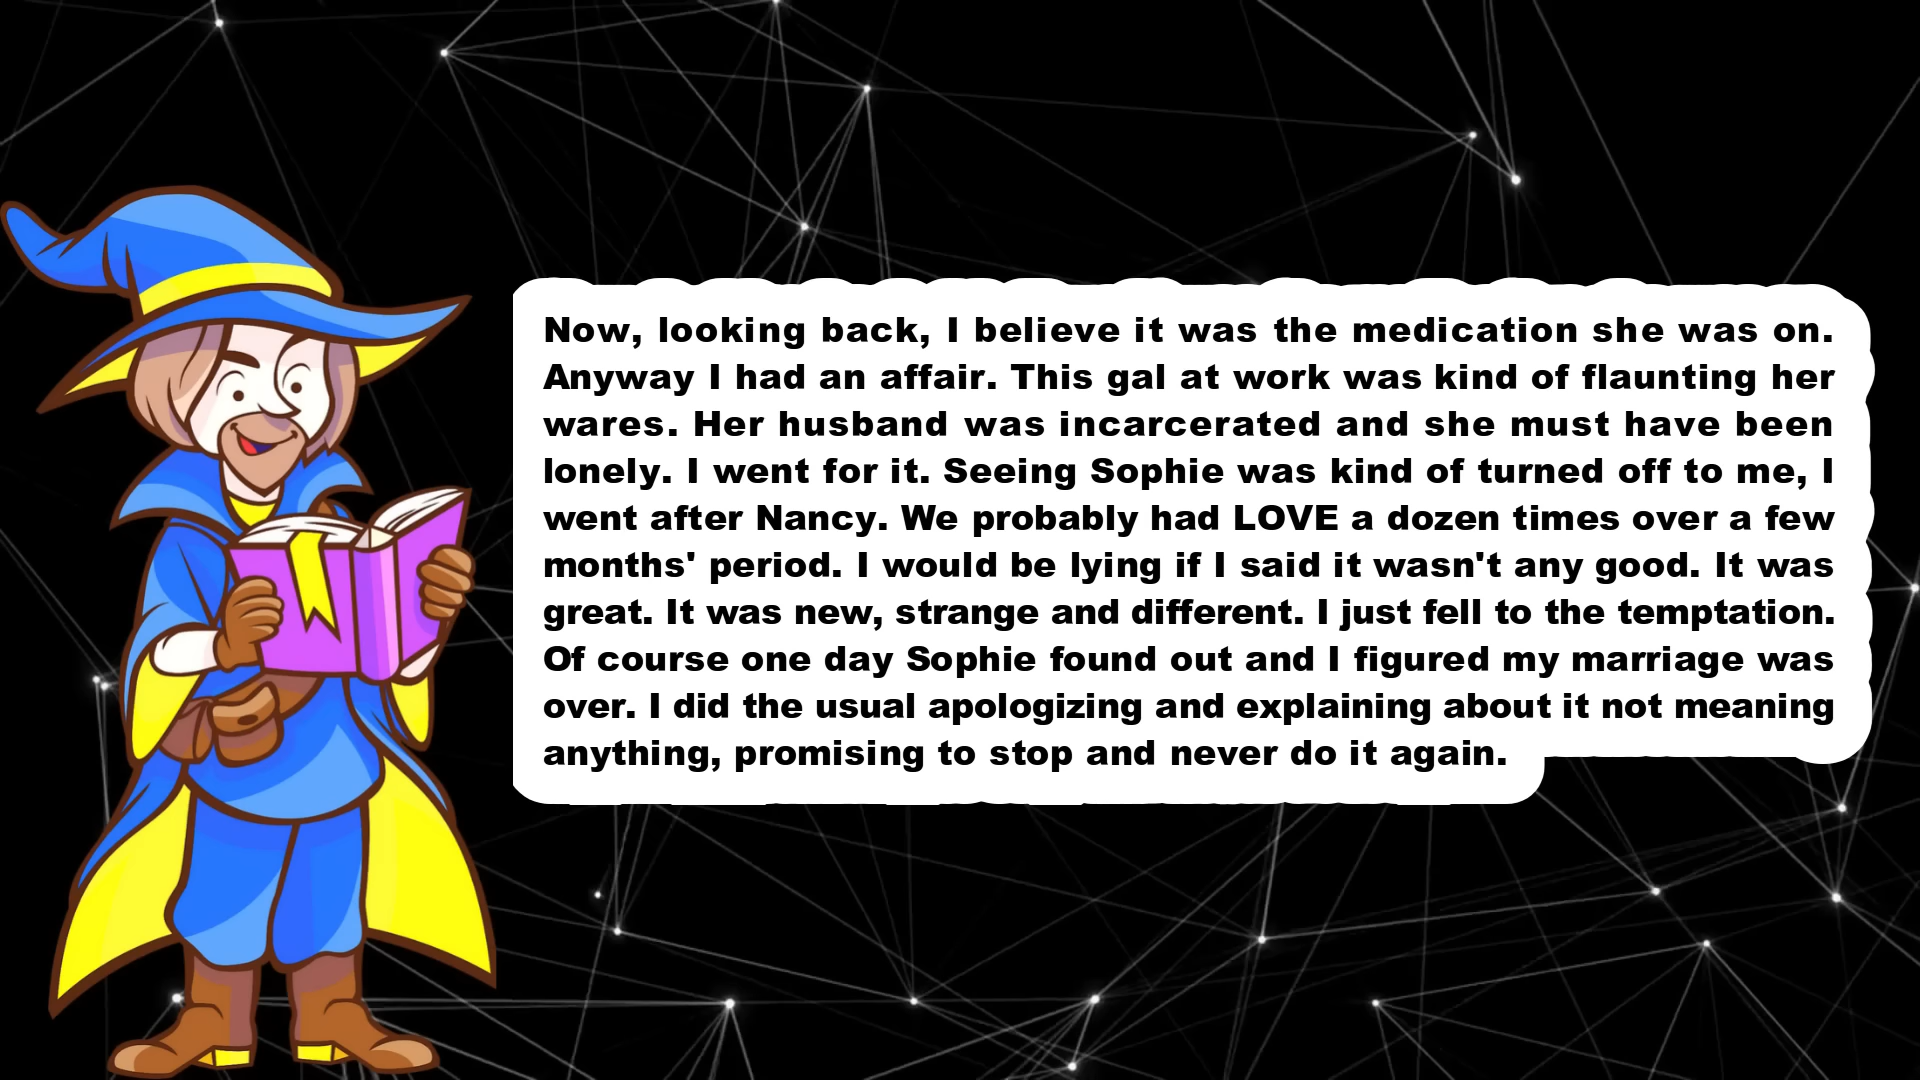 Now, looking back, I believe it was the medication she was on.
Anyway I had an affair. This gal at work was kind of flaunting her
wares. Her husband was incarcerated and she must have been
lonely. I went for it. Seeing Sophie was kind of turned off to me, I
went after Nancy. We probably had LOVE a dozen times over a few
months' period. I would be lying if I said it wasn't any good. It was
great. It was new, strange and different. I just fell to the temptation.
Of course one day Sophie found out and I figured my marriage was
over. I did the usual apologizing and explaining about it not meaning
anything, promising to stop and never do it again.